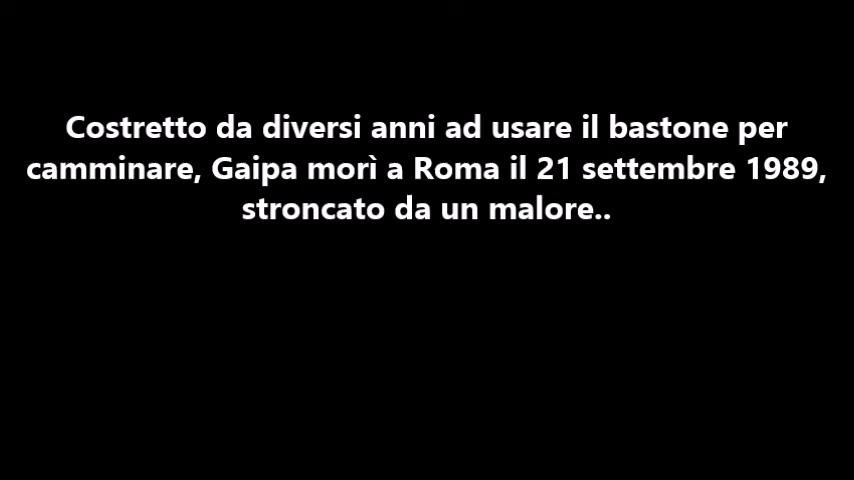 Costretto da diversi anni ad usare il bastone per
camminare, Gaipa morì a Roma il 21 settembre 1989,
stroncato da un malore..